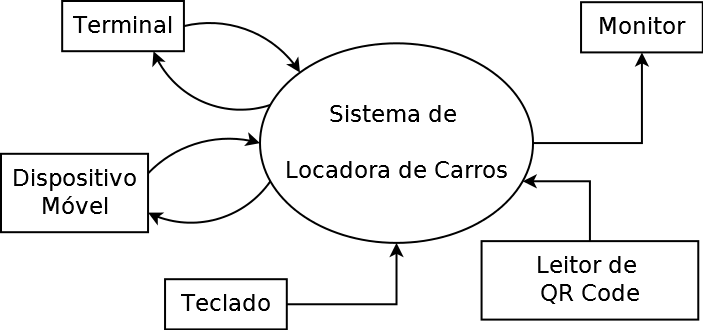 Terminal
Monitor
Sistema de
Locadora de Carros
Dispositivo
Móvel
Leitor de
QR Code
Teclado